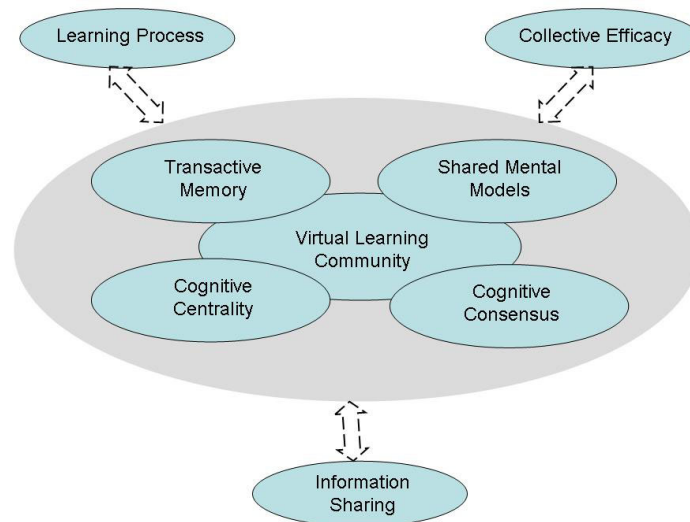 Learning Process
Collective Efficacy
Transactive
Memory
Shared Mental
Models
Virtual Learning
Community
Cognitive
Centrality
Cognitive
Consensus
Information
Sharing